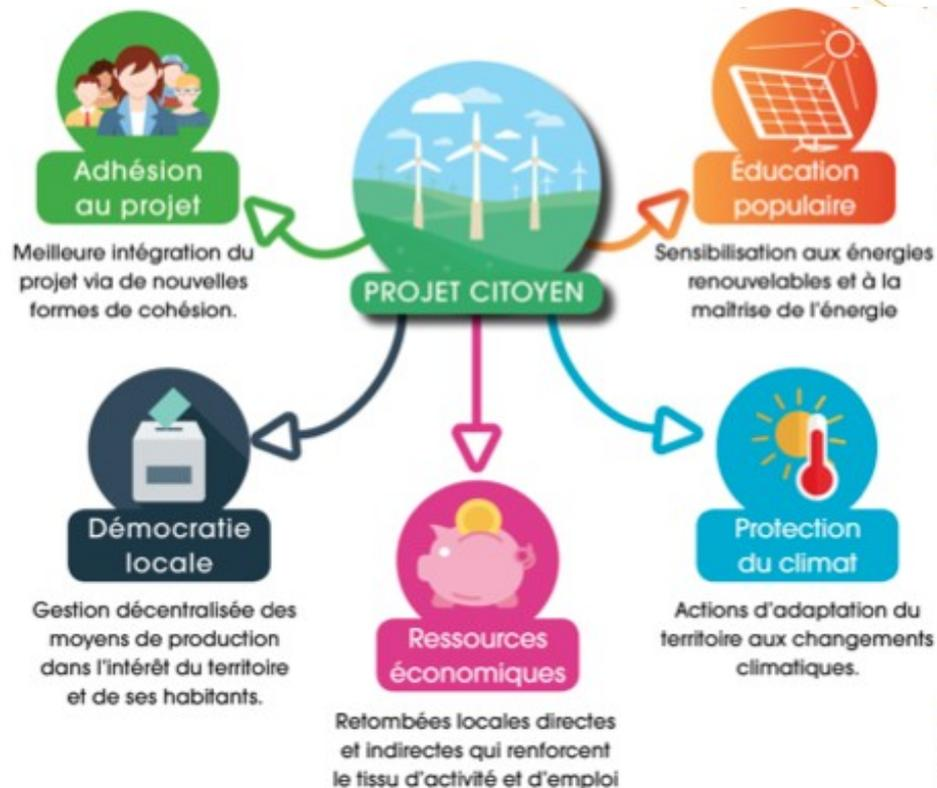 Adhésion
au projet
Meilleure intégration du
projet via de nouvelles
formes de cohésion.
PROJET CITOYEN
Éducation
populaire
Sensibilisation aux énergies
renouvelables et à la
maîtrise de l'énergie
Démocratie
locale
Gestion décentralisée des
moyens de production
dans l'intérêt du territoire
et de ses habitants.
Ressources
économiques
Retombées locales directes
et indirectes qui renforcent
le tissu d'activité et d'emploi
Protection
du climat
Actions d'adaptation du
territoire aux changements
climatiques.